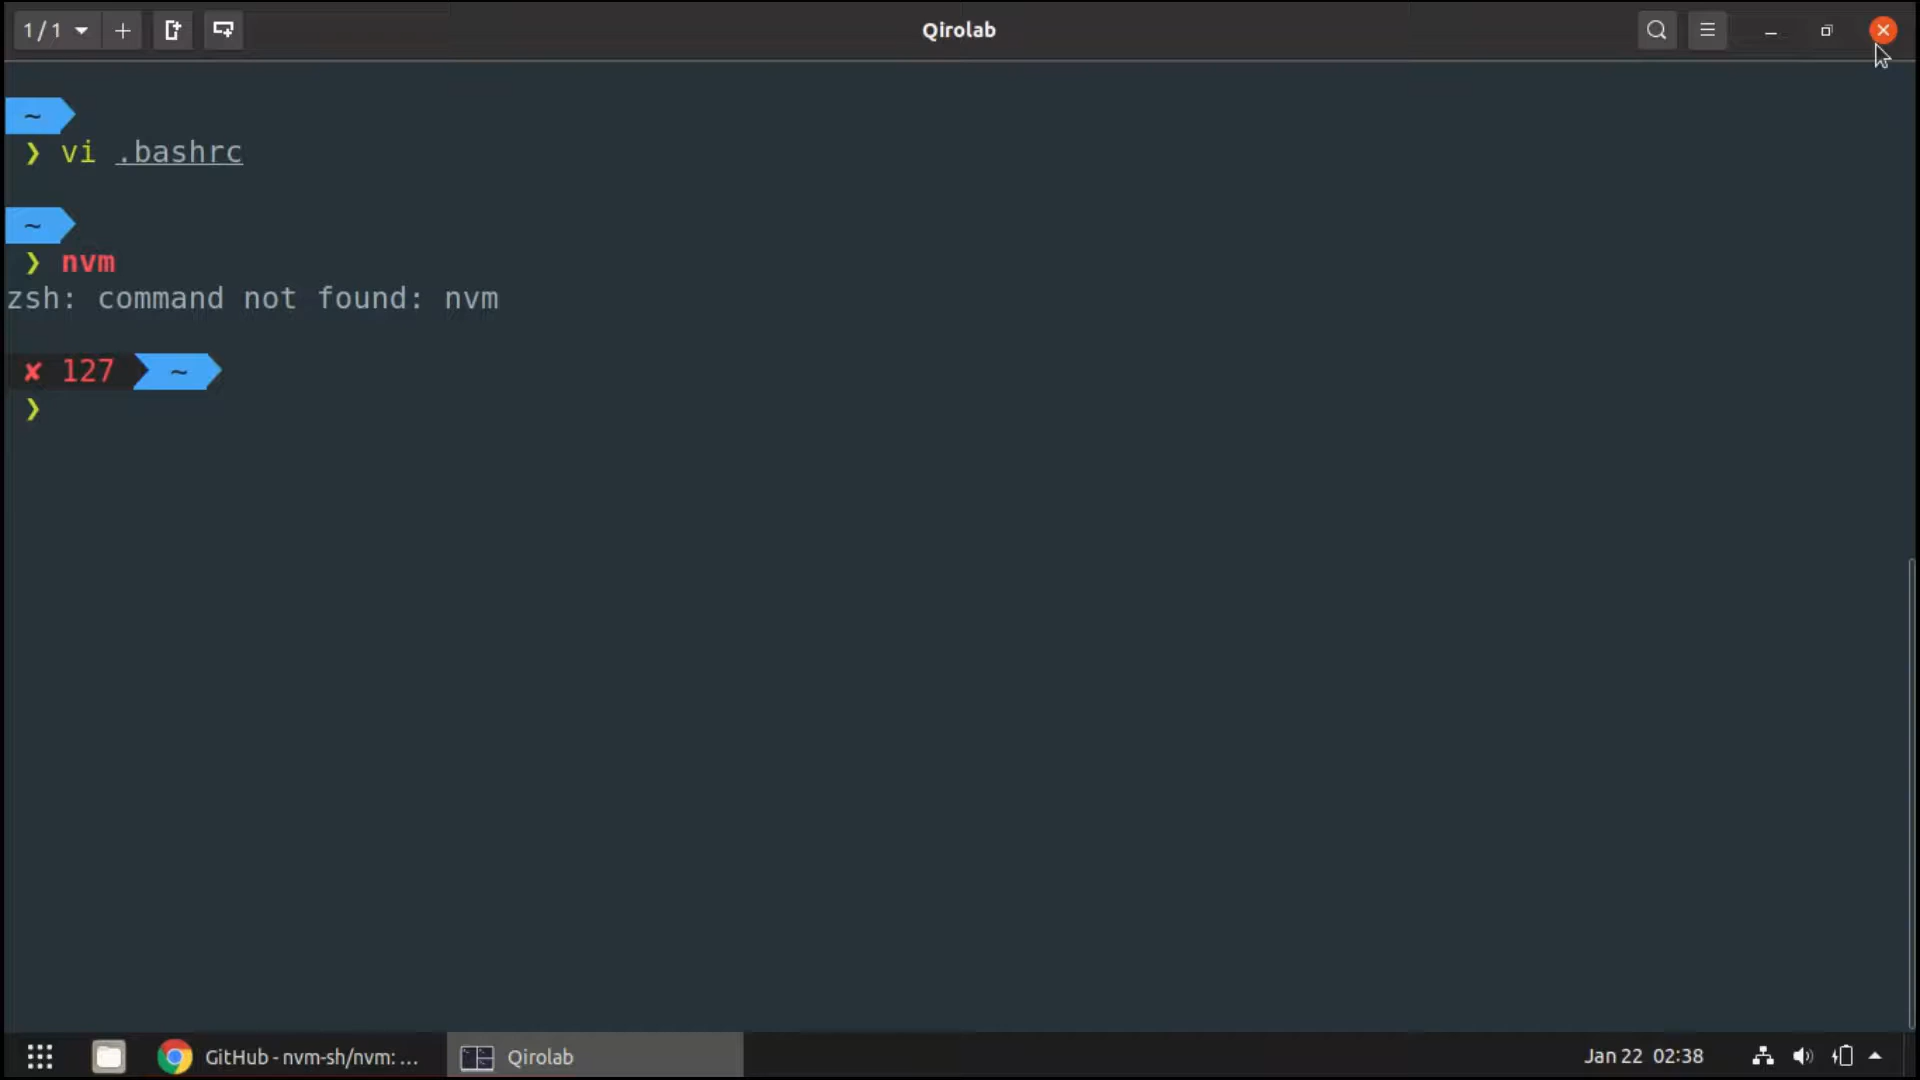 1/1
Qirolab
~
❯ vi .bashrc
~
❯ nvm
zsh: command not found: nvm
✘ 127 ~
❯
GitHub - nvm-sh/nvm: ...
Qirolab
Jan 22 02:38